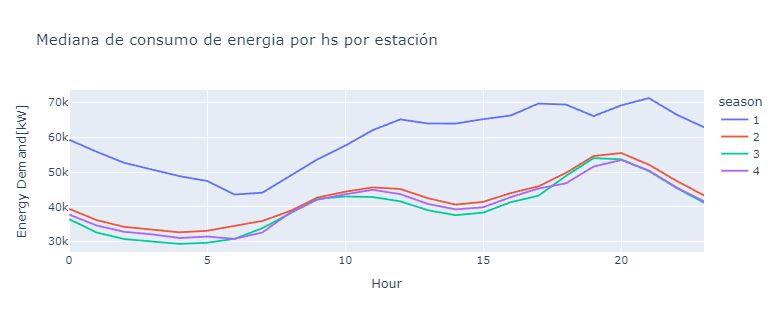 Mediana de consumo de energia por hs por estación
70k
60k
50k
40k
30k
Energy Demand[kW]
0
5
10
15
20
Hour
season
1
2
3
4